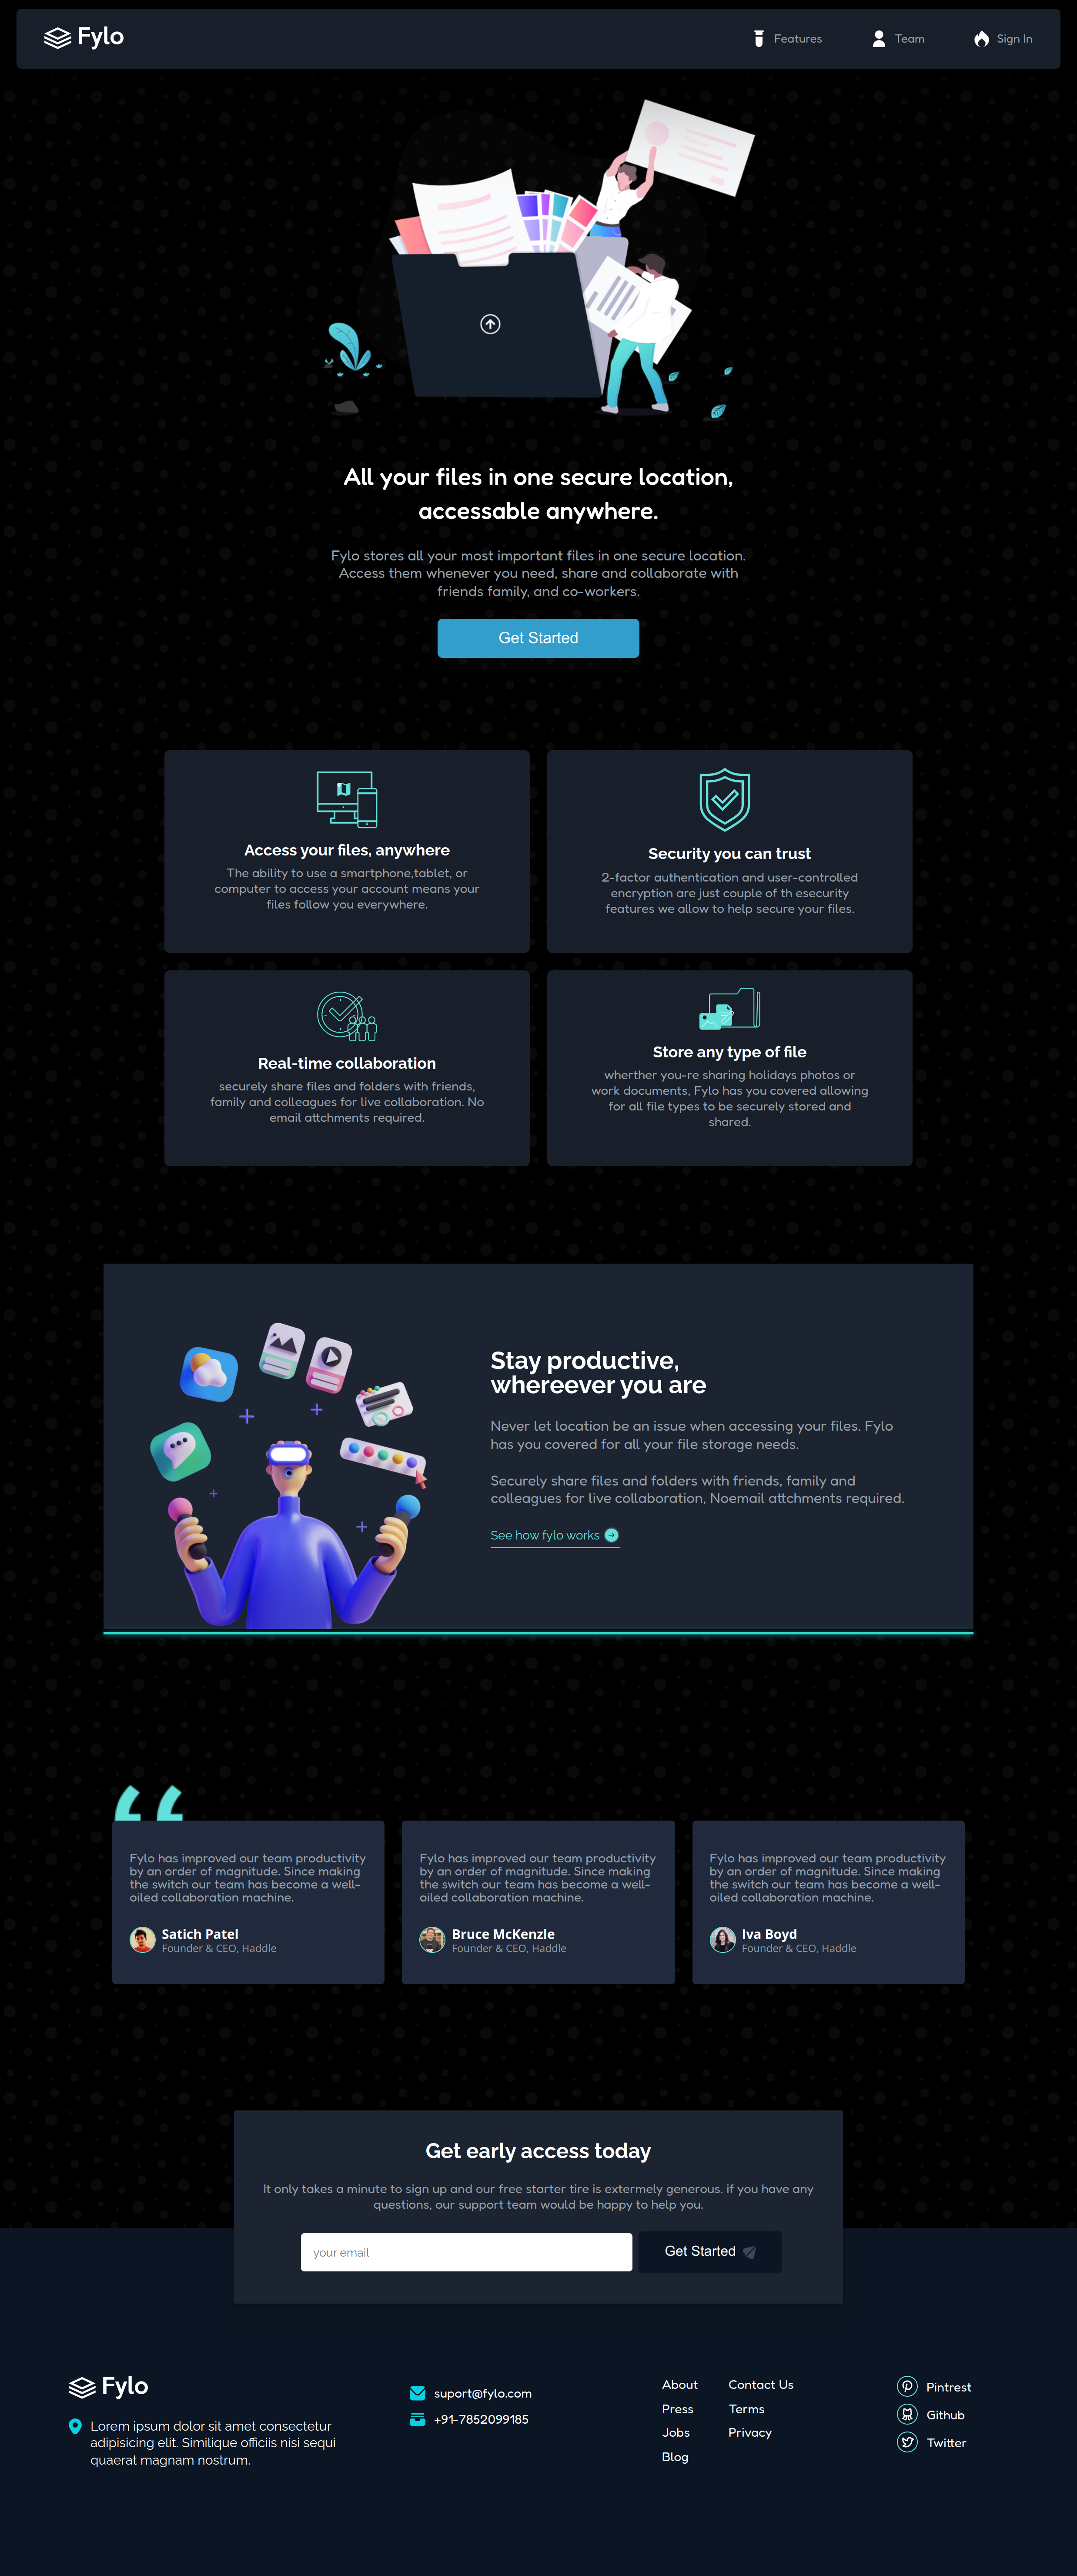 Fylo
Features
Team
Sign In
All your files in one secure location,
accessable anywhere.
Fylo stores all your most important files in one secure location.
Access them whenever you need, share and collaborate with
friends family, and co-workers.
Get Started
Access your files, anywhere
The ability to use a smartphone,tablet, or
computer to access your account means your
files follow you everywhere.
Security you can trust
2-factor authentication and user-controlled
encryption are just couple of th esecurity
features we allow to help secure your files.
Real-time collaboration
securely share files and folders with friends,
family and colleagues for live collaboration. No
email attchments required.
Store any type of file
wherther you-re sharing holidays photos or
work documents, Fylo has you covered allowing
for all file types to be securely stored and
shared.
Stay productive,
whereever you are
Never let location be an issue when accessing your files. Fylo
has you covered for all your file storage needs.
Securely share files and folders with friends, family and
colleagues for live collaboration, Noemail attchments required.
See how fylo works
Fylo has improved our team productivity
by an order of magnitude. Since making
the switch our team has become a well-
oiled collaboration machine.
Satich Patel
Founder & CEO, Haddle
Fylo has improved our team productivity
by an order of magnitude. Since making
the switch our team has become a well-
oiled collaboration machine.
Bruce McKenzle
Founder & CEO, Haddle
Fylo has improved our team productivity
by an order of magnitude. Since making
the switch our team has become a well-
oiled collaboration machine.
Iva Boyd
Founder & CEO, Haddle
Get early access today
It only takes a minute to sign up and our free starter tire is extermely generous. if you have any
questions, our support team would be happy to help you.
your email
Get Started
Fylo
Lorem ipsum dolor sit amet consectetur
adipisicing elit. Similique officiis nisi sequi
quaerat magnam nostrum.
suport@fylo.com
+91-7852099185
About
Press
Jobs
Blog
Contact Us
Terms
Privacy
Pintrest
Github
Twitter